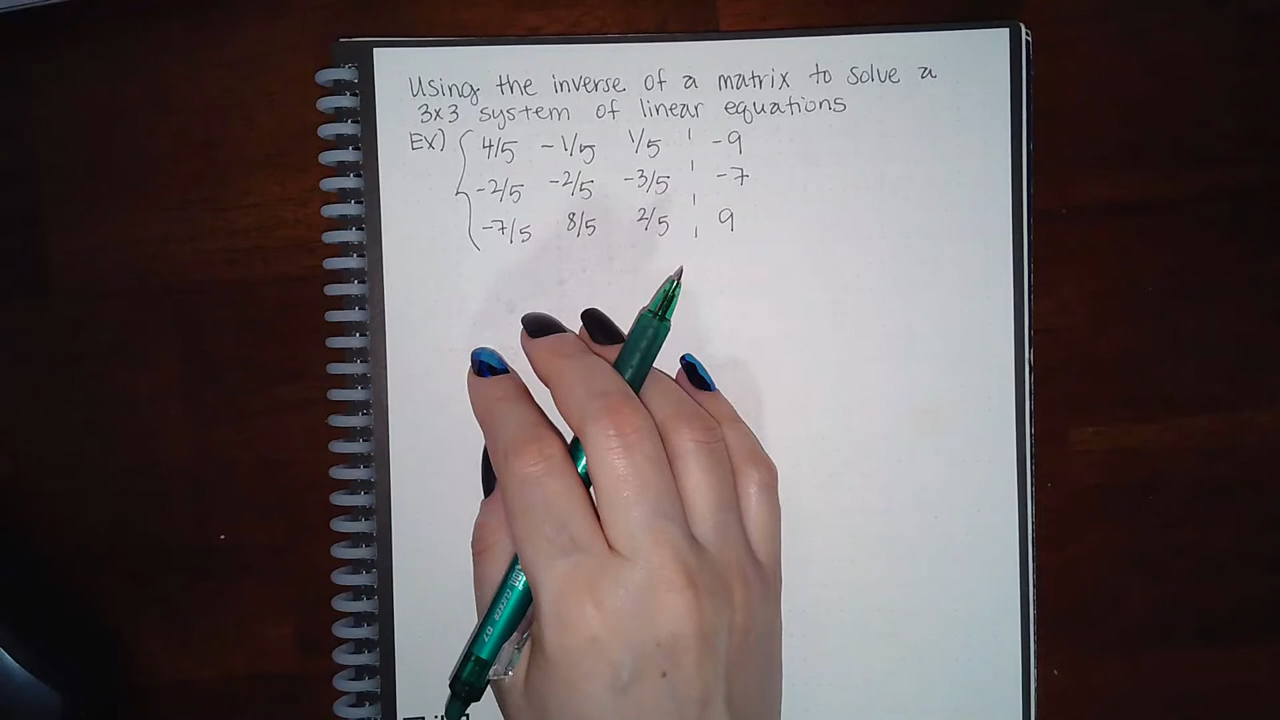 Using the inverse of a matrix to solve a
3x3 system of linear equations
EX) { 4/5 -1/5 1/5 ¦ -9
-2/5 -2/5 -3/5 ¦ -7
-7/5 8/5 2/5 ¦ 9